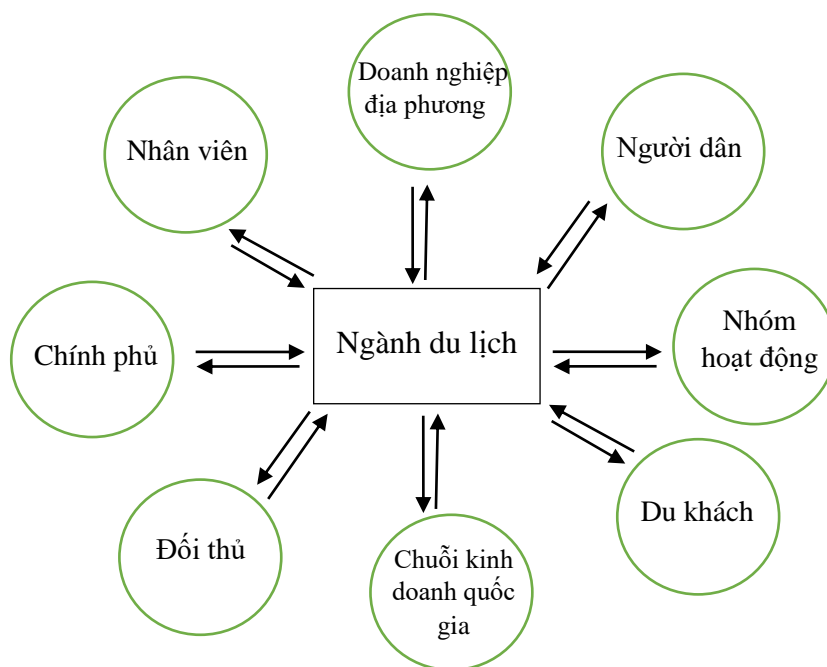 Doanh nghiệp
địa phương
Nhân viên
Người dân
Chính phủ
Ngành du lịch
Nhóm
hoạt động
Đối thủ
Chuỗi kinh
doanh quốc
gia
Du khách